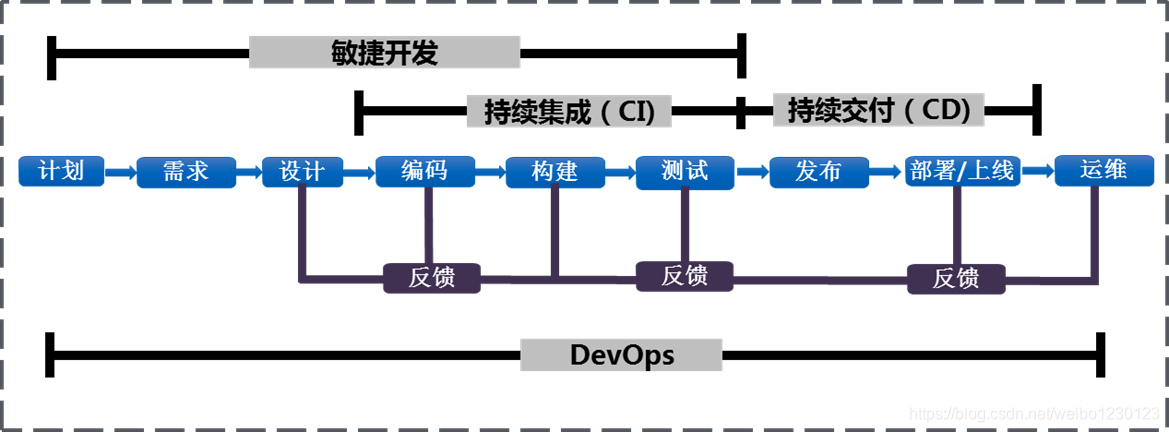 敏捷开发
持续集成（CI)
持续交付（CD)
计划
需求
设计
编码
构建
测试
发布
部署/上线
运维
反馈
反馈
反馈
DevOps
https://blog.csdn.net/weibo1230123